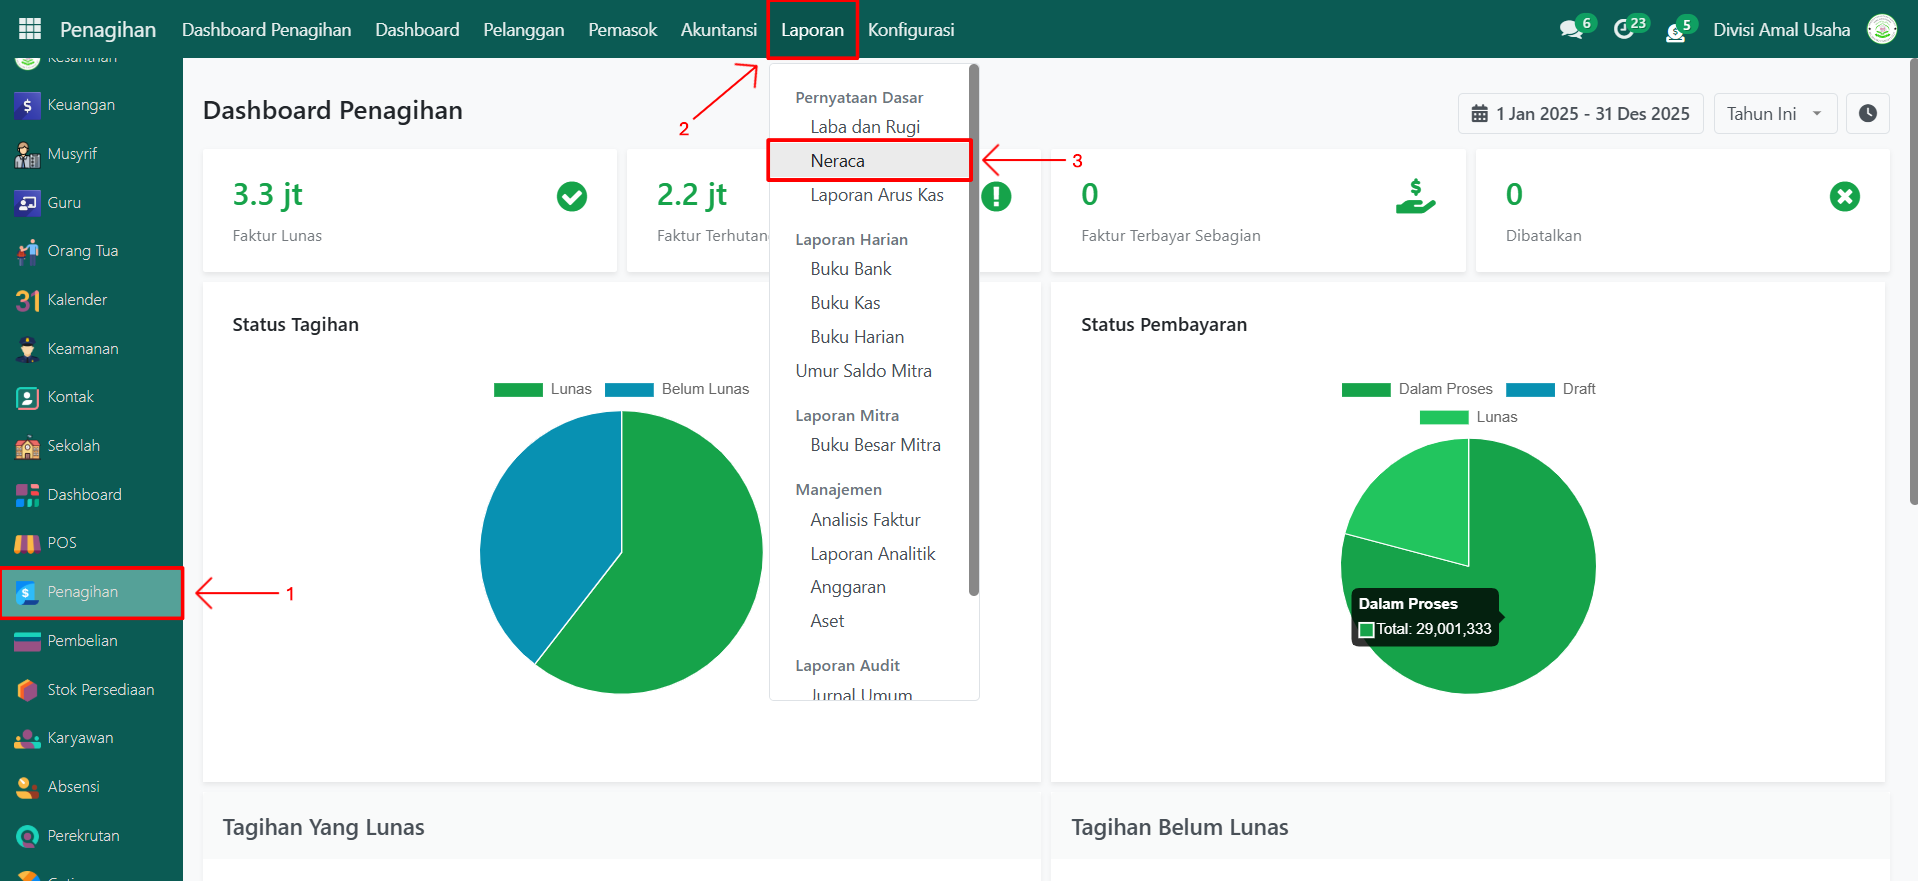 Penagihan Dashboard Penagihan Dashboard Pelanggan Pemasok Akuntansi Laporan Konfigurasi 6 23 5 Divisi Amal Usaha
Keuangan
Musyrif
Guru
Orang Tua
31 Kalender
Keamanan
Kontak
Sekolah
Dashboard
POS
Penagihan
Pembelian
Stok Persediaan
Karyawan
Absensi
Perekrutan
1
2
3
Pernyataan Dasar
Laba dan Rugi
Neraca
Laporan Arus Kas
Laporan Harian
Buku Bank
Buku Kas
Buku Harian
Umur Saldo Mitra
Laporan Mitra
Buku Besar Mitra
Manajemen
Analisis Faktur
Laporan Analitik
Anggaran
Aset
Laporan Audit
Jurnal Umum
Dashboard Penagihan
1 Jan 2025 - 31 Des 2025 Tahun Ini
3.3 jt
Faktur Lunas
2.2 jt
Faktur Terhutan
0
Faktur Terbayar Sebagian
0
Dibatalkan
Status Tagihan
Lunas Belum Lunas
Status Pembayaran
Dalam Proses Draft
Lunas
Dalam Proses
Total: 29,001,333
Tagihan Yang Lunas
Tagihan Belum Lunas